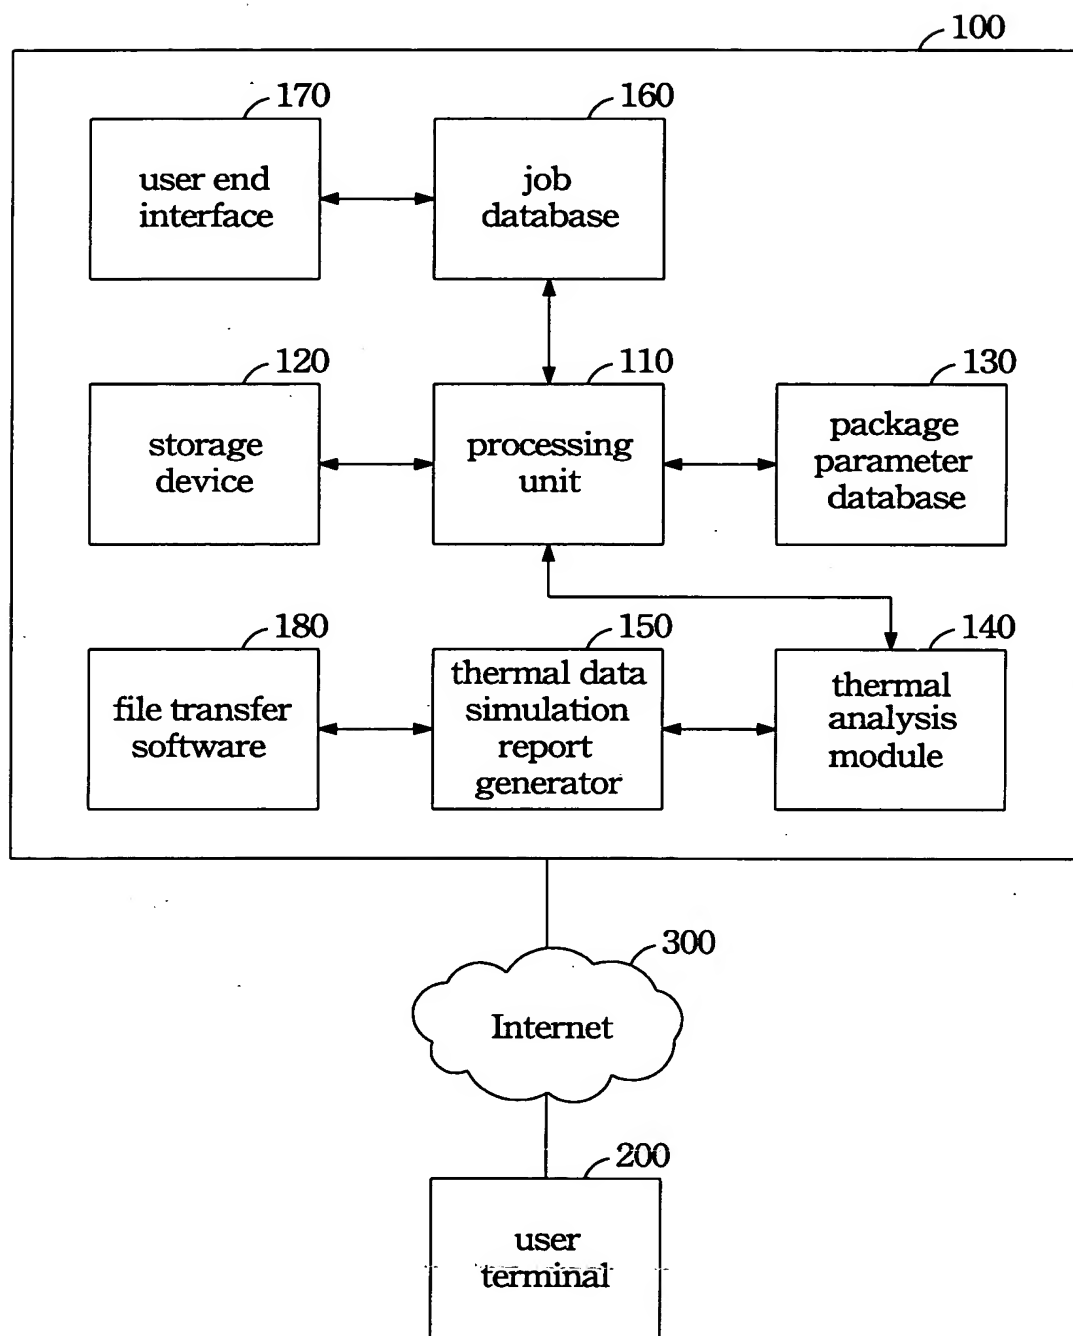 100
170
160
user end
interface
job
database
120
110
130
storage
device
processing
unit
package
parameter
database
180
150
140
file transfer
software
thermal data
simulation
report
generator
thermal
analysis
module
300
Internet
200
user
terminal